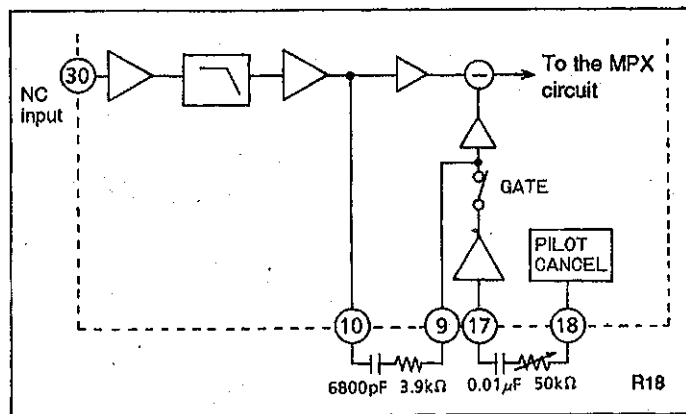 30
NC
input
To the MPX
circuit
−
GATE
PILOT
CANCEL
10
9
17
18
6800pF 3.9kΩ 0.01μF 50kΩ
R18